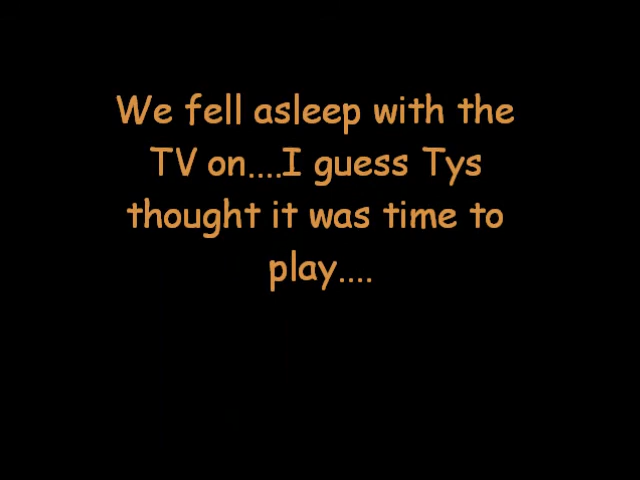 We fell asleep with the
TV on....I guess Tys
thought it was time to
play....